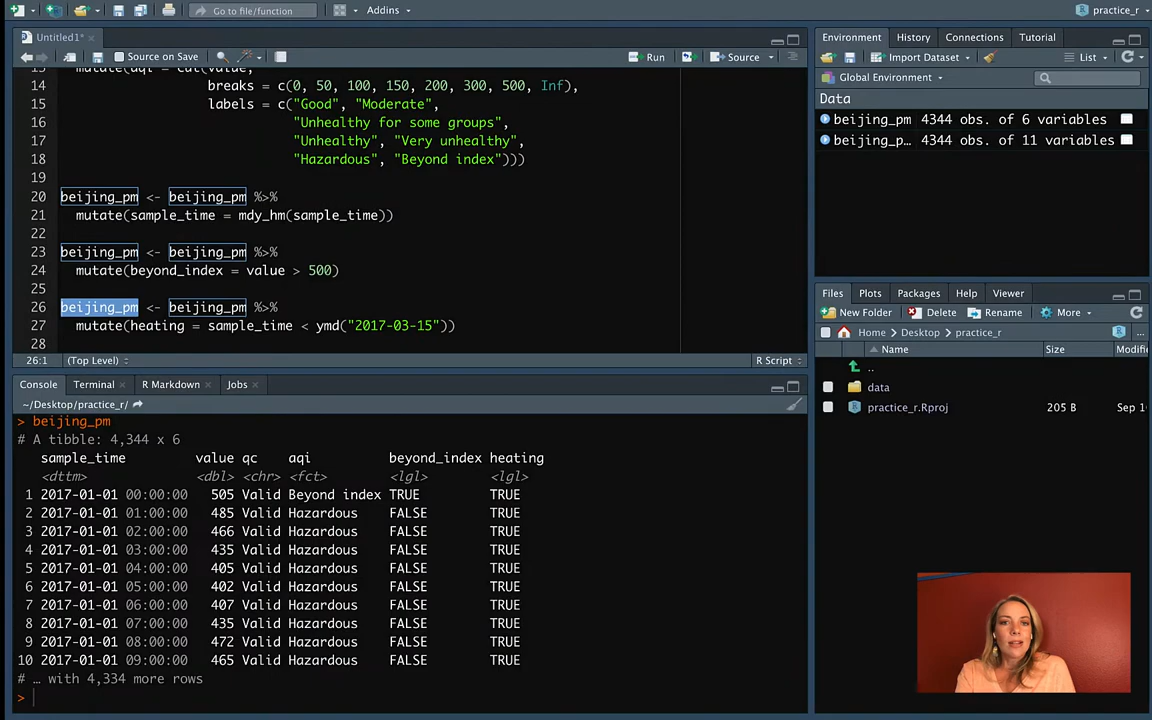 Go to file/function
Addins
practice_r
Untitled1*
Source on Save
Run
Source
13 mutate(aqi = cut(value,
14 breaks = c(0, 50, 100, 150, 200, 300, 500, Inf),
15 labels = c("Good", "Moderate",
16 "Unhealthy for some groups",
17 "Unhealthy", "Very unhealthy",
18 "Hazardous", "Beyond index")))
19
20 beijing_pm <- beijing_pm %>%
21 mutate(sample_time = mdy_hm(sample_time))
22
23 beijing_pm <- beijing_pm %>%
24 mutate(beyond_index = value > 500)
25
26 beijing_pm <- beijing_pm %>%
27 mutate(heating = sample_time < ymd("2017-03-15"))
28
26:1 (Top Level) R Script
Console Terminal R Markdown Jobs
~/Desktop/practice_r/
> beijing_pm
# A tibble: 4,344 x 6
sample_time value qc aqi beyond_index heating
<dttm> <dbl> <chr> <fct> <lgl> <lgl>
1 2017-01-01 00:00:00 505 Valid Beyond index TRUE TRUE
2 2017-01-01 01:00:00 485 Valid Hazardous FALSE TRUE
3 2017-01-01 02:00:00 466 Valid Hazardous FALSE TRUE
4 2017-01-01 03:00:00 435 Valid Hazardous FALSE TRUE
5 2017-01-01 04:00:00 405 Valid Hazardous FALSE TRUE
6 2017-01-01 05:00:00 402 Valid Hazardous FALSE TRUE
7 2017-01-01 06:00:00 407 Valid Hazardous FALSE TRUE
8 2017-01-01 07:00:00 435 Valid Hazardous FALSE TRUE
9 2017-01-01 08:00:00 472 Valid Hazardous FALSE TRUE
10 2017-01-01 09:00:00 465 Valid Hazardous FALSE TRUE
# … with 4,334 more rows
>
Environment History Connections Tutorial
Import Dataset List
Global Environment
Data
beijing_pm 4344 obs. of 6 variables
beijing_p… 4344 obs. of 11 variables
Files Plots Packages Help Viewer
New Folder Delete Rename More
Home Desktop practice_r ...
Name Size Modifi
..
data
practice_r.Rproj 205 B Sep 1